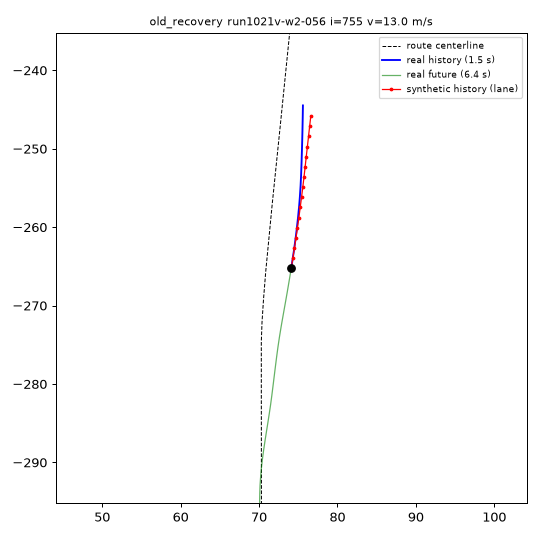 old_recovery run1021v-w2-056 i=755 v=13.0 m/s
route centerline
real history (1.5 s)
real future (6.4 s)
synthetic history (lane)
−240
−250
−260
−270
−280
−290
50
60
70
80
90
100